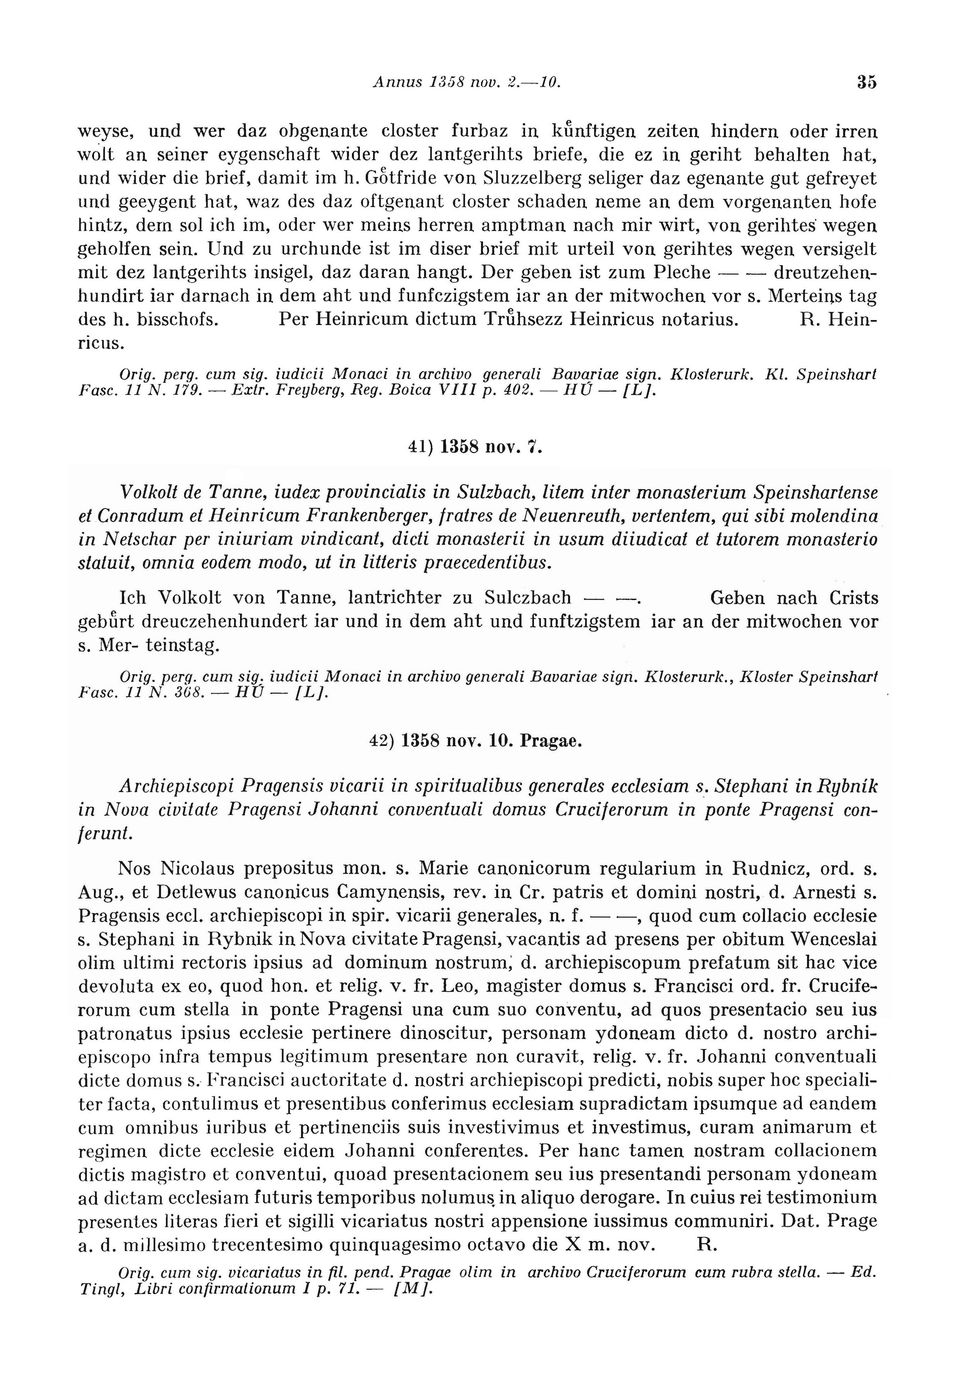 Annus 1358 nov. 2.—10. 35
weyse, und wer daz obgenante closter furbaz in kuͤnftigen zeiten hindern oder irren
wolt an seiner eygenschaft wider dez lantgerihts briefe, die ez in geriht behalten hat,
und wider die brief, damit im h. Goͤtfride von Sluzzelberg seliger daz egenante gut gefreyet
und geeygent hat, waz des daz oftgenant closter schaden neme an dem vorgenanten hofe
hintz, dem sol ich im, oder wer meins herren amptman nach mir wirt, von gerihtes wegen
geholfen sein. Und zu urchunde ist im diser brief mit urteil von gerihtes wegen versigelt
mit dez lantgerihts insigel, daz daran hangt. Der geben ist zum Pleche — — dreutzehen-
hundirt iar darnach in dem aht und funfczigstem iar an der mitwochen vor s. Merteins tag
des h. bisschofs. Per Heinricum dictum Truͤhsezz Heinricus notarius. R. Hein-
ricus.
Orig. perg. cum sig. iudicii Monaci in archivo generali Bavariae sign. Klosterurk. Kl. Speinshart
Fasc. 11 N. 179. — Extr. Freyberg, Reg. Boica VIII p. 402. — HÚ — [L].
41) 1358 nov. 7.
Volkolt de Tanne, iudex provincialis in Sulzbach, litem inter monasterium Speinshartense
et Conradum et Heinricum Frankenberger, fratres de Neuenreuth, vertentem, qui sibi molendina
in Netschar per iniuriam vindicant, dicti monasterii in usum diiudicat et tutorem monasterio
statuit, omnia eodem modo, ut in litteris praecedentibus.
Ich Volkolt von Tanne, lantrichter zu Sulczbach — —. Geben nach Crists
gebuͤrt dreuczehenhundert iar und in dem aht und funftzigstem iar an der mitwochen vor
s. Mer- teinstag.
Orig. perg. cum sig. iudicii Monaci in archivo generali Bavariae sign. Klosterurk., Kloster Speinshart
Fasc. 11 N. 368. — HÚ — [L].
42) 1358 nov. 10. Pragae.
Archiepiscopi Pragensis vicarii in spiritualibus generales ecclesiam s. Stephani in Rybník
in Nova civitate Pragensi Johanni conventuali domus Cruciferorum in ponte Pragensi con-
ferunt.
Nos Nicolaus prepositus mon. s. Marie canonicorum regularium in Rudnicz, ord. s.
Aug., et Detlewus canonicus Camynensis, rev. in Cr. patris et domini nostri, d. Arnesti s.
Pragensis eccl. archiepiscopi in spir. vicarii generales, n. f. — —, quod cum collacio ecclesie
s. Stephani in Rybnik in Nova civitate Pragensi, vacantis ad presens per obitum Wenceslai
olim ultimi rectoris ipsius ad dominum nostrum, d. archiepiscopum prefatum sit hac vice
devoluta ex eo, quod hon. et relig. v. fr. Leo, magister domus s. Francisci ord. fr. Crucife-
rorum cum stella in ponte Pragensi una cum suo conventu, ad quos presentacio seu ius
patronatus ipsius ecclesie pertinere dinoscitur, personam ydoneam dicto d. nostro archi-
episcopo infra tempus legitimum presentare non curavit, relig. v. fr. Johanni conventuali
dicte domus s. Francisci auctoritate d. nostri archiepiscopi predicti, nobis super hoc speciali-
ter facta, contulimus et presentibus conferimus ecclesiam supradictam ipsumque ad eandem
cum omnibus iuribus et pertinenciis suis investivimus et investimus, curam animarum et
regimen dicte ecclesie eidem Johanni conferentes. Per hanc tamen nostram collacionem
dictis magistro et conventui, quoad presentacionem seu ius presentandi personam ydoneam
ad dictam ecclesiam futuris temporibus nolumus in aliquo derogare. In cuius rei testimonium
presentes literas fieri et sigilli vicariatus nostri appensione iussimus communiri. Dat. Prage
a. d. millesimo trecentesimo quinquagesimo octavo die X m. nov. R.
Orig. cum sig. vicariatus in fil. pend. Pragae olim in archivo Cruciferorum cum rubra stella. — Ed.
Tingl, Libri confirmationum I p. 71. — [M].